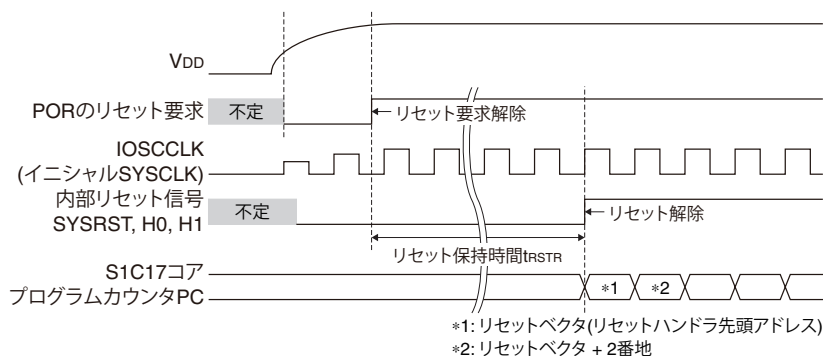 VDD
PORのリセット要求
不定
リセット要求解除
IOSCCLK
(イニシャルSYSCLK)
内部リセット信号
SYSRST, H0, H1
不定
リセット解除
リセット保持時間tRSTR
S1C17コア
プログラムカウンタPC
*1
*2
*1: リセットベクタ(リセットハンドラ先頭アドレス)
*2: リセットベクタ + 2番地